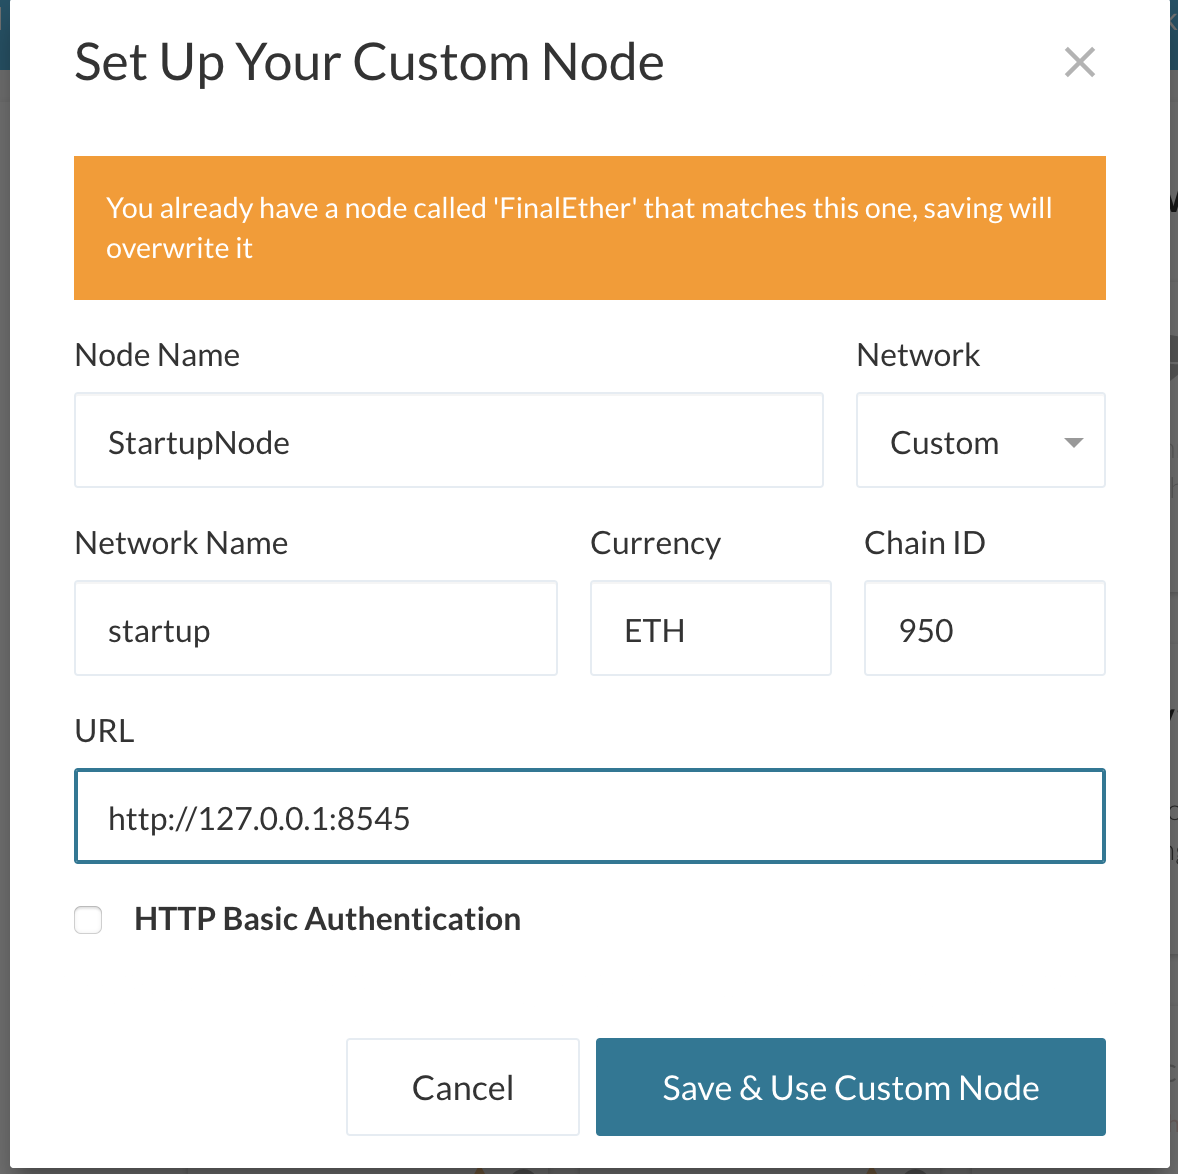 Set Up Your Custom Node
You already have a node called 'FinalEther' that matches this one, saving will
overwrite it
Node Name
Network
StartupNode
Custom
Network Name
Currency
Chain ID
startup
ETH
950
URL
http://127.0.0.1:8545
HTTP Basic Authentication
Cancel
Save & Use Custom Node